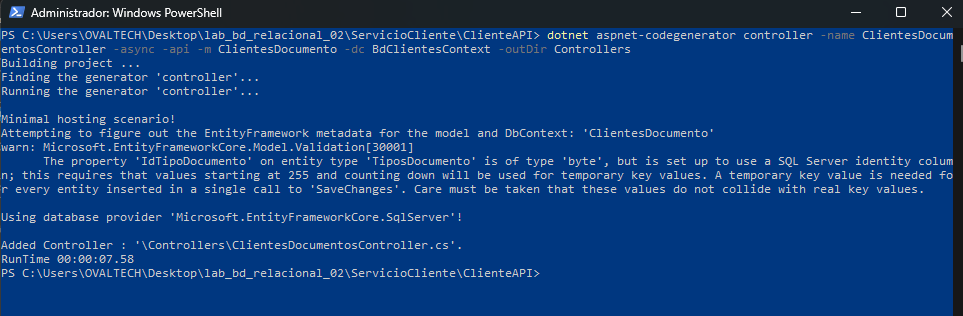 Administrador: Windows PowerShell
PS C:\Users\OVALTECH\Desktop\lab_bd_relacional_02\ServicioCliente\ClienteAPI> dotnet aspnet-codegenerator controller -name ClientesDocum
entosController -async -api -m ClientesDocumento -dc BdClientesContext -outDir Controllers
Building project ...
Finding the generator 'controller'...
Running the generator 'controller'...
Minimal hosting scenario!
Attempting to figure out the EntityFramework metadata for the model and DbContext: 'ClientesDocumento'
warn: Microsoft.EntityFrameworkCore.Model.Validation[30001]
The property 'IdTipoDocumento' on entity type 'TiposDocumento' is of type 'byte', but is set up to use a SQL Server identity colum
n; this requires that values starting at 255 and counting down will be used for temporary key values. A temporary key value is needed fo
r every entity inserted in a single call to 'SaveChanges'. Care must be taken that these values do not collide with real key values.
Using database provider 'Microsoft.EntityFrameworkCore.SqlServer'!
Added Controller : '\Controllers\ClientesDocumentosController.cs'.
RunTime 00:00:07.58
PS C:\Users\OVALTECH\Desktop\lab_bd_relacional_02\ServicioCliente\ClienteAPI>